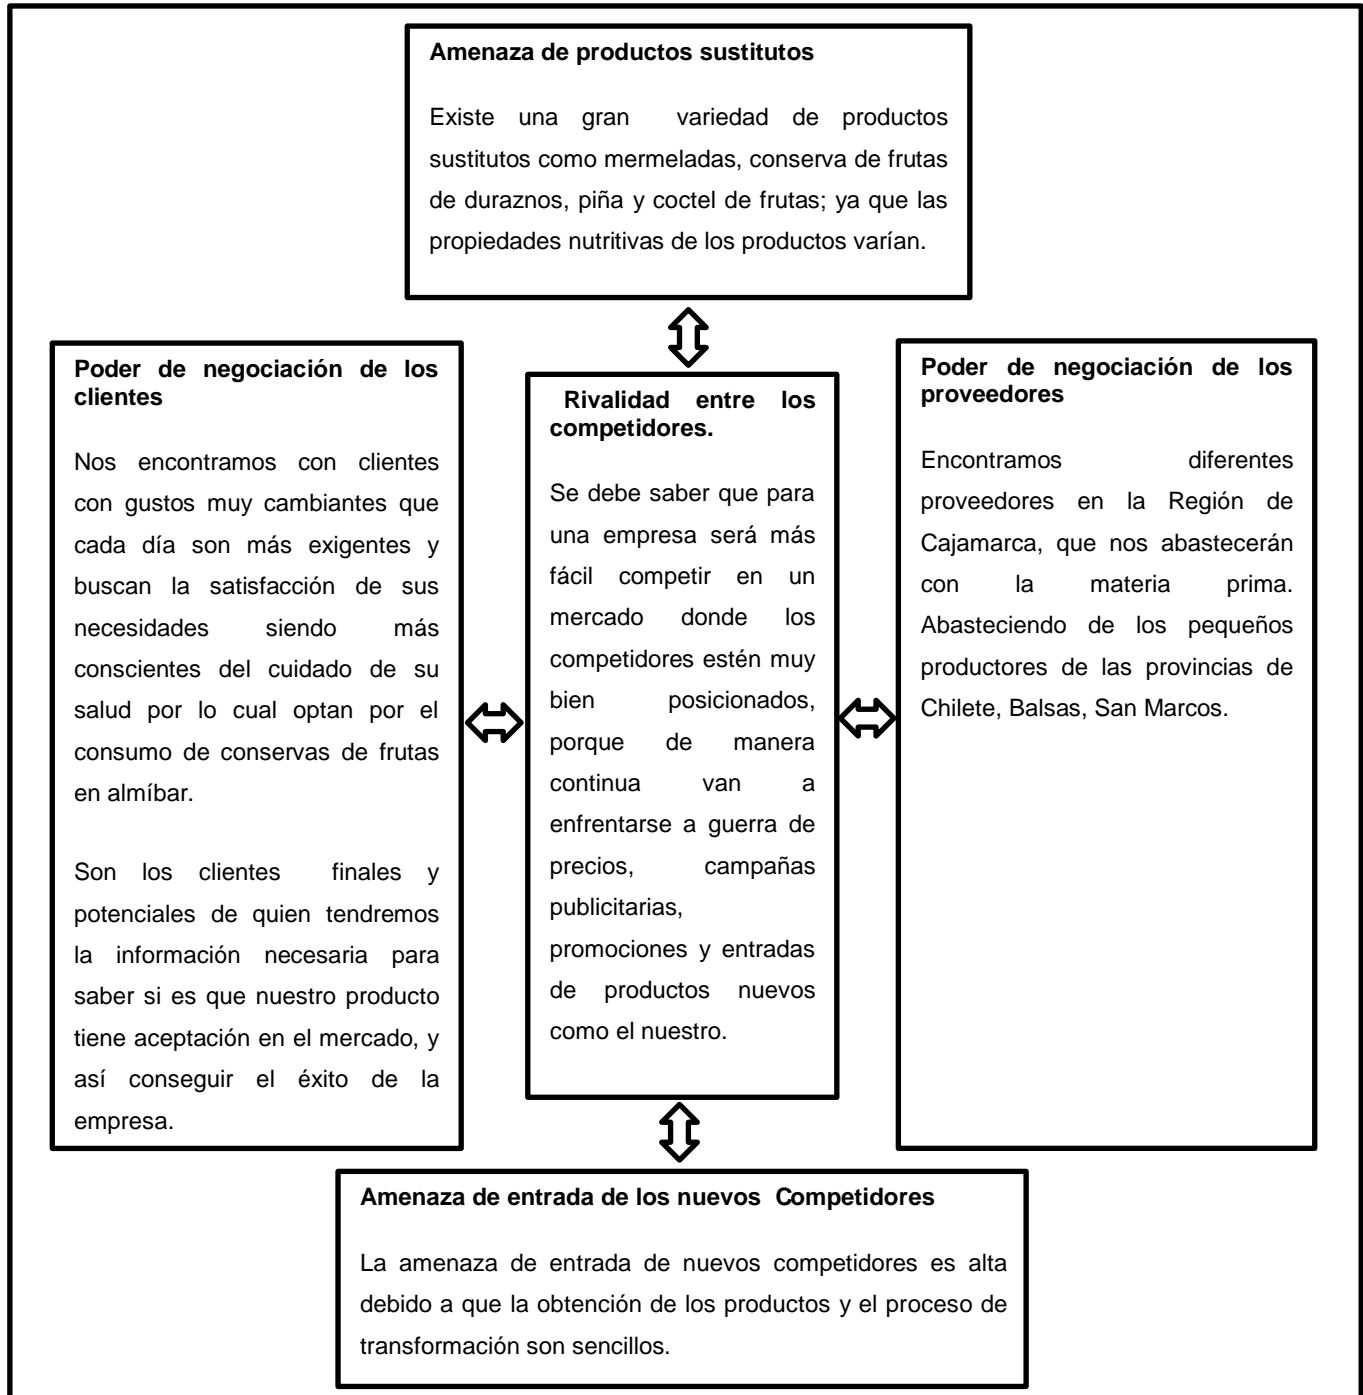 Amenaza de productos sustitutos
Existe una gran variedad de productos
sustitutos como mermeladas, conserva de frutas
de duraznos, piña y coctel de frutas; ya que las
propiedades nutritivas de los productos varían.
Poder de negociación de los
clientes
Nos encontramos con clientes
con gustos muy cambiantes que
cada día son más exigentes y
buscan la satisfacción de sus
necesidades siendo más
conscientes del cuidado de su
salud por lo cual optan por el
consumo de conservas de frutas
en almíbar.
Son los clientes finales y
potenciales de quien tendremos
la información necesaria para
saber si es que nuestro producto
tiene aceptación en el mercado, y
así conseguir el éxito de la
empresa.
Rivalidad entre los
competidores.
Se debe saber que para
una empresa será más
fácil competir en un
mercado donde los
competidores estén muy
bien posicionados,
porque de manera
continua van a
enfrentarse a guerra de
precios, campañas
publicitarias,
promociones y entradas
de productos nuevos
como el nuestro.
Poder de negociación de los
proveedores
Encontramos diferentes
proveedores en la Región de
Cajamarca, que nos abastecerán
con la materia prima.
Abasteciendo de los pequeños
productores de las provincias de
Chilete, Balsas, San Marcos.
Amenaza de entrada de los nuevos Competidores
La amenaza de entrada de nuevos competidores es alta
debido a que la obtención de los productos y el proceso de
transformación son sencillos.